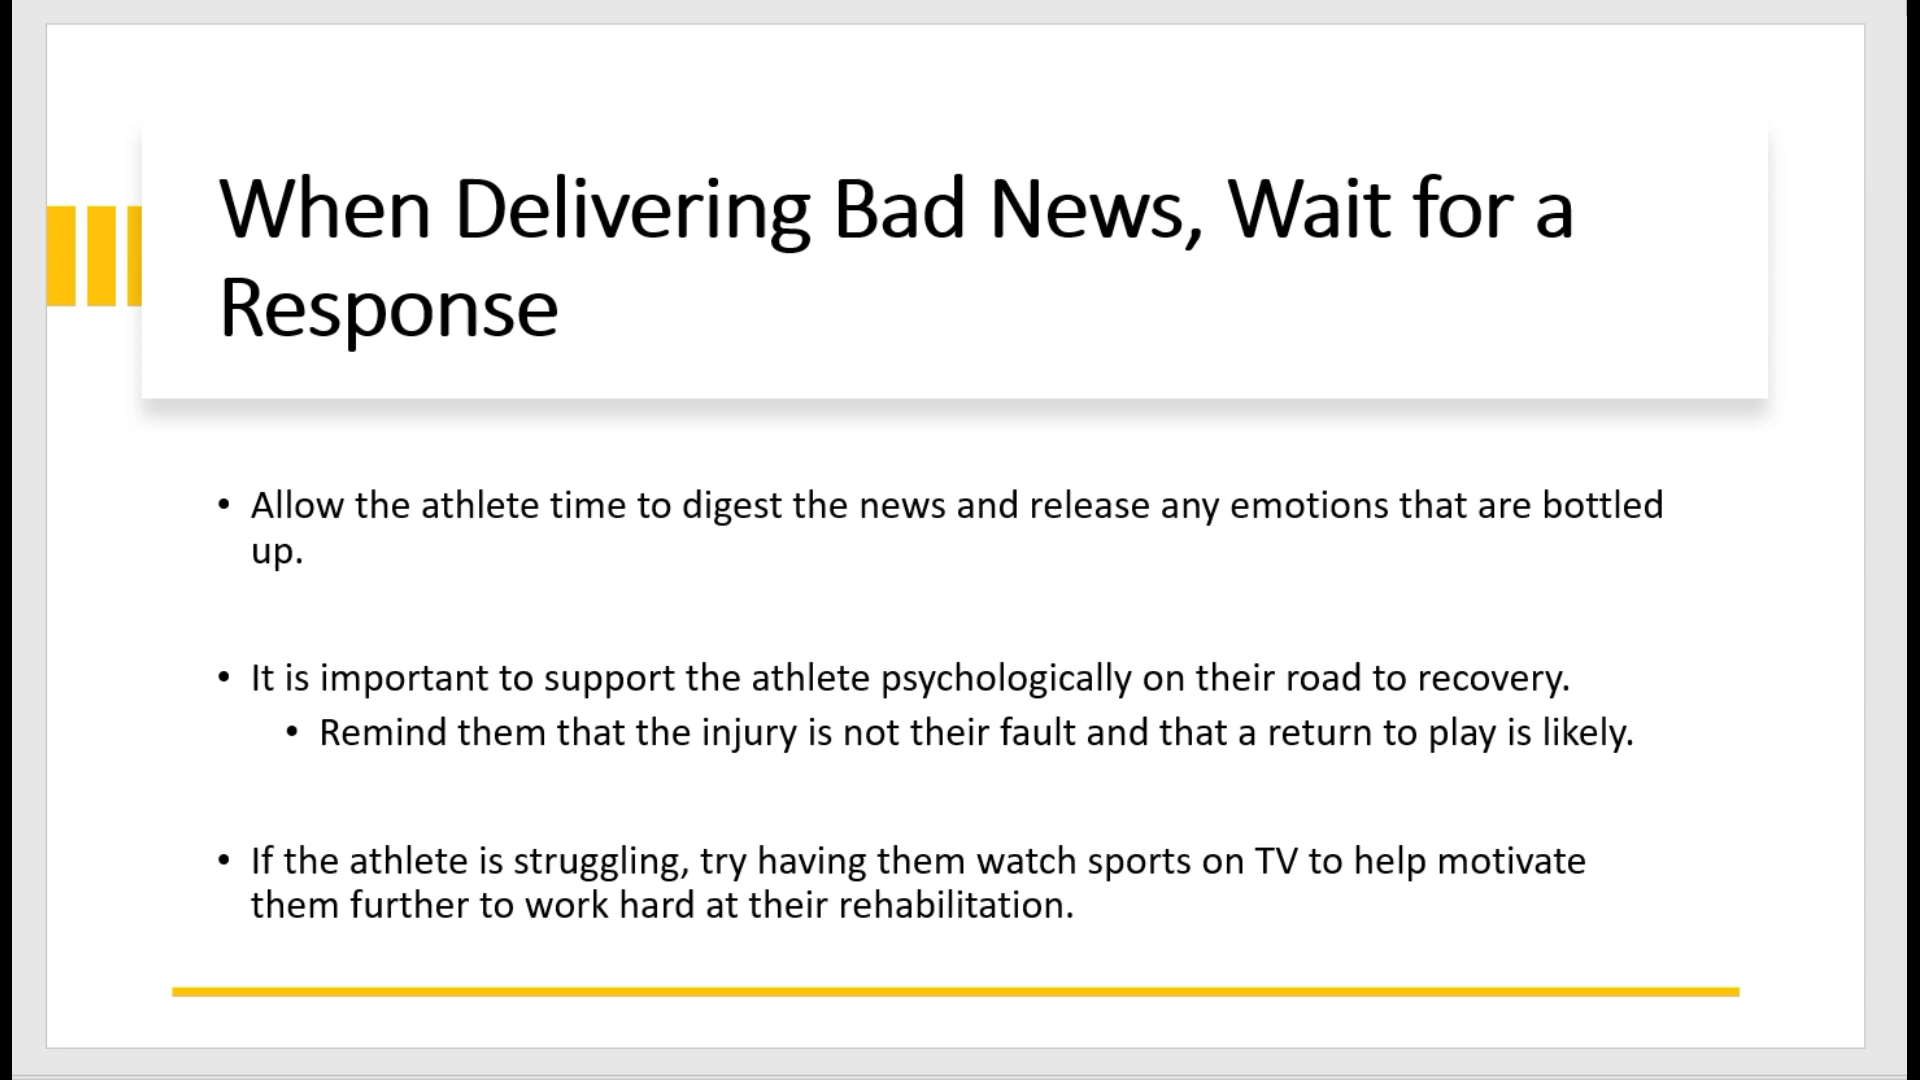 When Delivering Bad News, Wait for a
Response
• Allow the athlete time to digest the news and release any emotions that are bottled
up.
• It is important to support the athlete psychologically on their road to recovery.
• Remind them that the injury is not their fault and that a return to play is likely.
• If the athlete is struggling, try having them watch sports on TV to help motivate
them further to work hard at their rehabilitation.